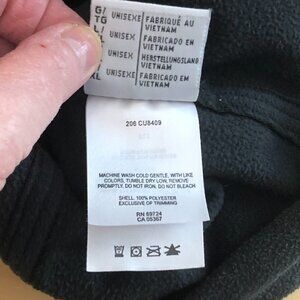 G/
TG
UNISEXE
FABRIQUÉ AU
VIETNAM
L/
UNISEX
FABRICADO EN
VIETNAM
UNISEX
HERSTELLUNGSLAND
VIETNAM
XL
UNISEX
FABRICADO EM
VIETNAM
206 CU8409
MACHINE WASH COLD GENTLE, WITH LIKE
COLORS, TUMBLE DRY LOW, REMOVE
PROMPTLY, DO NOT IRON, DO NOT BLEACH
SHELL: 100% POLYESTER
EXCLUSIVE OF TRIMMING
RN 69724
CA 05367